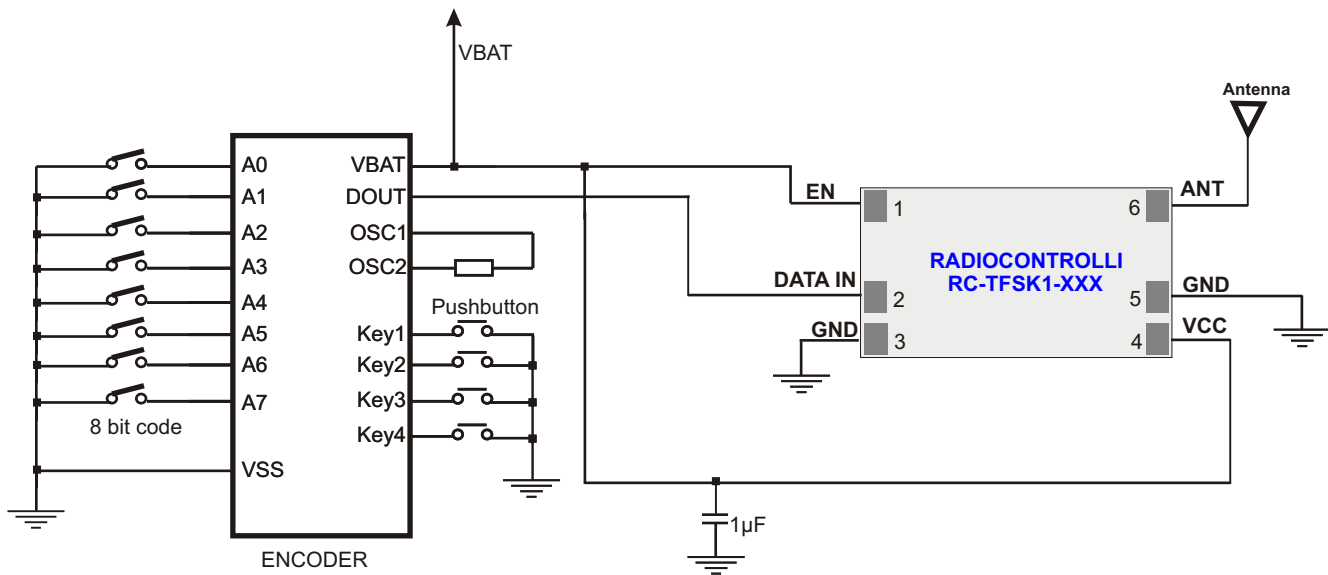 VBAT
Antenna
A0
A1
A2
A3
A4
A5
A6
A7
8 bit code
VSS
VBAT
DOUT
OSC1
OSC2
Pushbutton
Key1
Key2
Key3
Key4
ENCODER
EN
1
DATA IN
2
GND
3
RADIOCONTROLLI
RC-TFSK1-XXX
6
ANT
5
GND
4
VCC
1µF